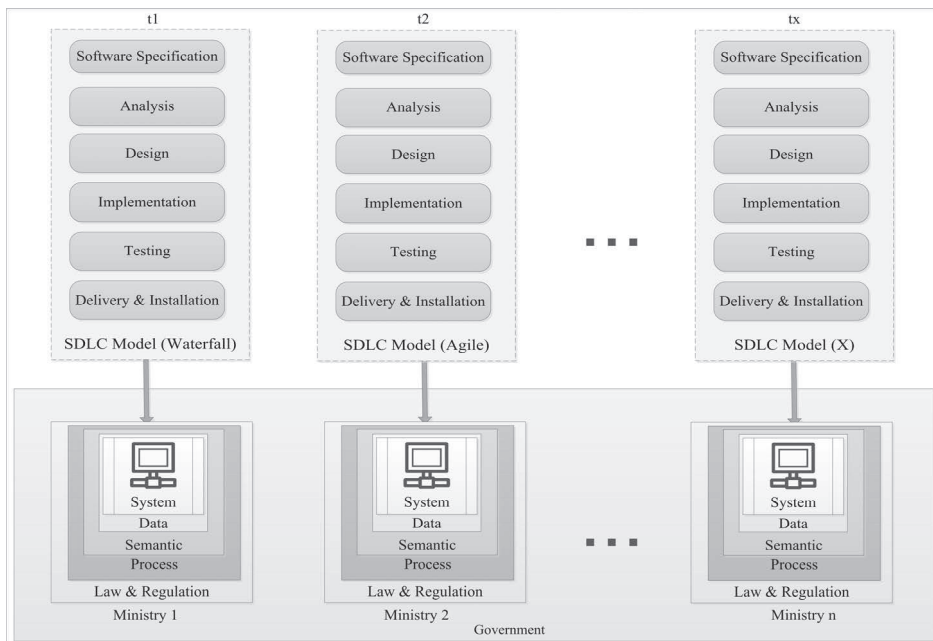 t1
Software Specification
Analysis
Design
Implementation
Testing
Delivery & Installation
SDLC Model (Waterfall)
System
Data
Semantic
Process
Law & Regulation
Ministry 1
t2
Software Specification
Analysis
Design
Implementation
Testing
Delivery & Installation
SDLC Model (Agile)
System
Data
Semantic
Process
Law & Regulation
Ministry 2
tx
Software Specification
Analysis
Design
Implementation
Testing
Delivery & Installation
SDLC Model (X)
System
Data
Semantic
Process
Law & Regulation
Ministry n
Government